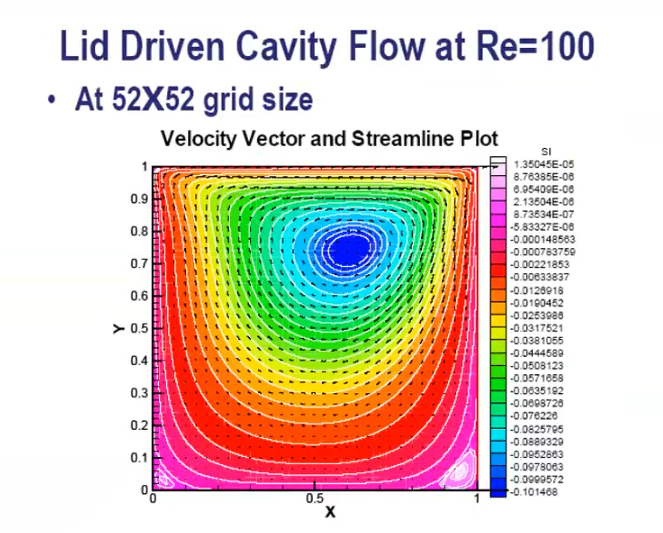 Lid Driven Cavity Flow at Re=100
• At 52X52 grid size
Velocity Vector and Streamline Plot
SI
1.35045E-05
8.76385E-06
6.95409E-06
2.13504E-06
8.73534E-07
-5.83327E-06
-0.000148563
-0.000783759
-0.00221853
-0.00633837
-0.0126918
-0.0190452
-0.0253986
-0.0317521
-0.0381055
-0.0444589
-0.0508123
-0.0571658
-0.0635192
-0.0698726
-0.076226
-0.0825795
-0.0889329
-0.0952863
-0.0978063
-0.0999572
-0.101468
1
0.9
0.8
0.7
0.6
0.5
0.4
0.3
0.2
0.1
0
Y
0
0.5
1
X